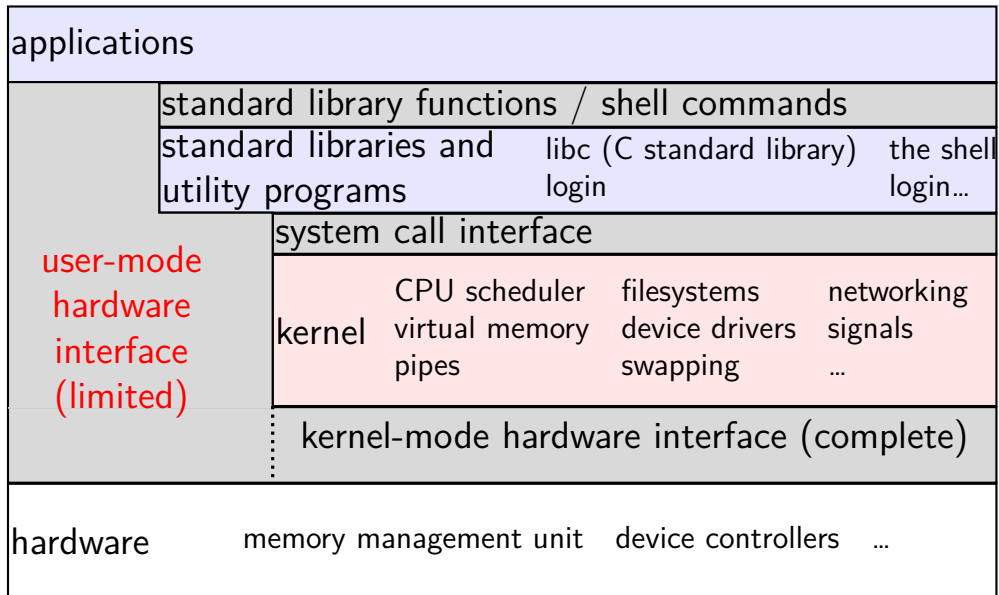 applications
standard library functions / shell commands
standard libraries and
utility programs
libc (C standard library)
login
the shell
login…
system call interface
user-mode
hardware
interface
(limited)
kernel
CPU scheduler
virtual memory
pipes
filesystems
device drivers
swapping
networking
signals
…
kernel-mode hardware interface (complete)
hardware
memory management unit
device controllers
…